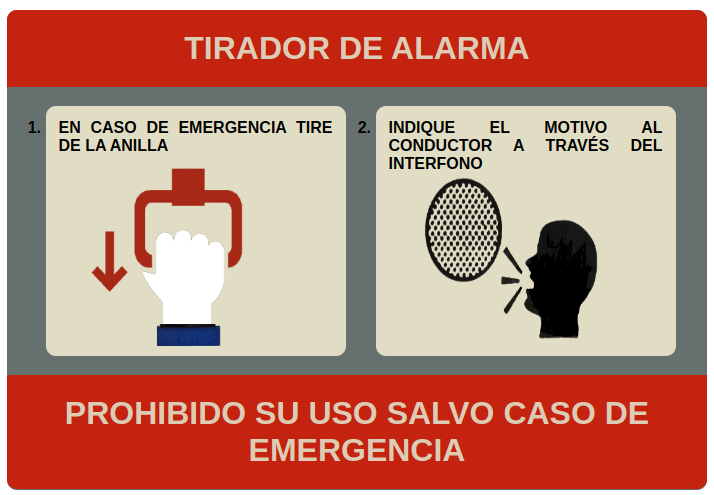 TIRADOR DE ALARMA
1. EN CASO DE EMERGENCIA TIRE
DE LA ANILLA
2. INDIQUE EL MOTIVO AL
CONDUCTOR A TRAVÉS DEL
INTERFONO
PROHIBIDO SU USO SALVO CASO DE
EMERGENCIA